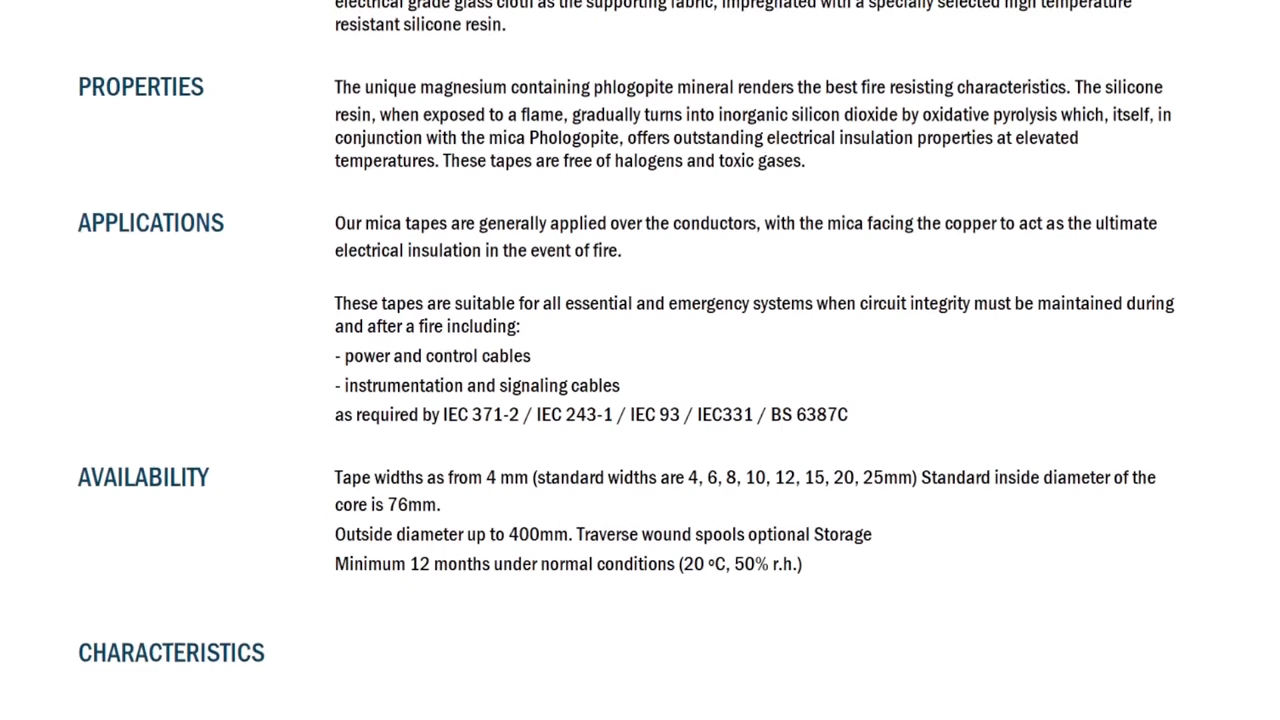 electrical grade glass cloth as the supporting fabric, impregnated with a specially selected high temperature
resistant silicone resin.
PROPERTIES
The unique magnesium containing phlogopite mineral renders the best fire resisting characteristics. The silicone
resin, when exposed to a flame, gradually turns into inorganic silicon dioxide by oxidative pyrolysis which, itself, in
conjunction with the mica Phologopite, offers outstanding electrical insulation properties at elevated
temperatures. These tapes are free of halogens and toxic gases.
APPLICATIONS
Our mica tapes are generally applied over the conductors, with the mica facing the copper to act as the ultimate
electrical insulation in the event of fire.
These tapes are suitable for all essential and emergency systems when circuit integrity must be maintained during
and after a fire including:
- power and control cables
- instrumentation and signaling cables
as required by IEC 371-2 / IEC 243-1 / IEC 93 / IEC331 / BS 6387C
AVAILABILITY
Tape widths as from 4 mm (standard widths are 4, 6, 8, 10, 12, 15, 20, 25mm) Standard inside diameter of the
core is 76mm.
Outside diameter up to 400mm. Traverse wound spools optional Storage
Minimum 12 months under normal conditions (20 ºC, 50% r.h.)
CHARACTERISTICS